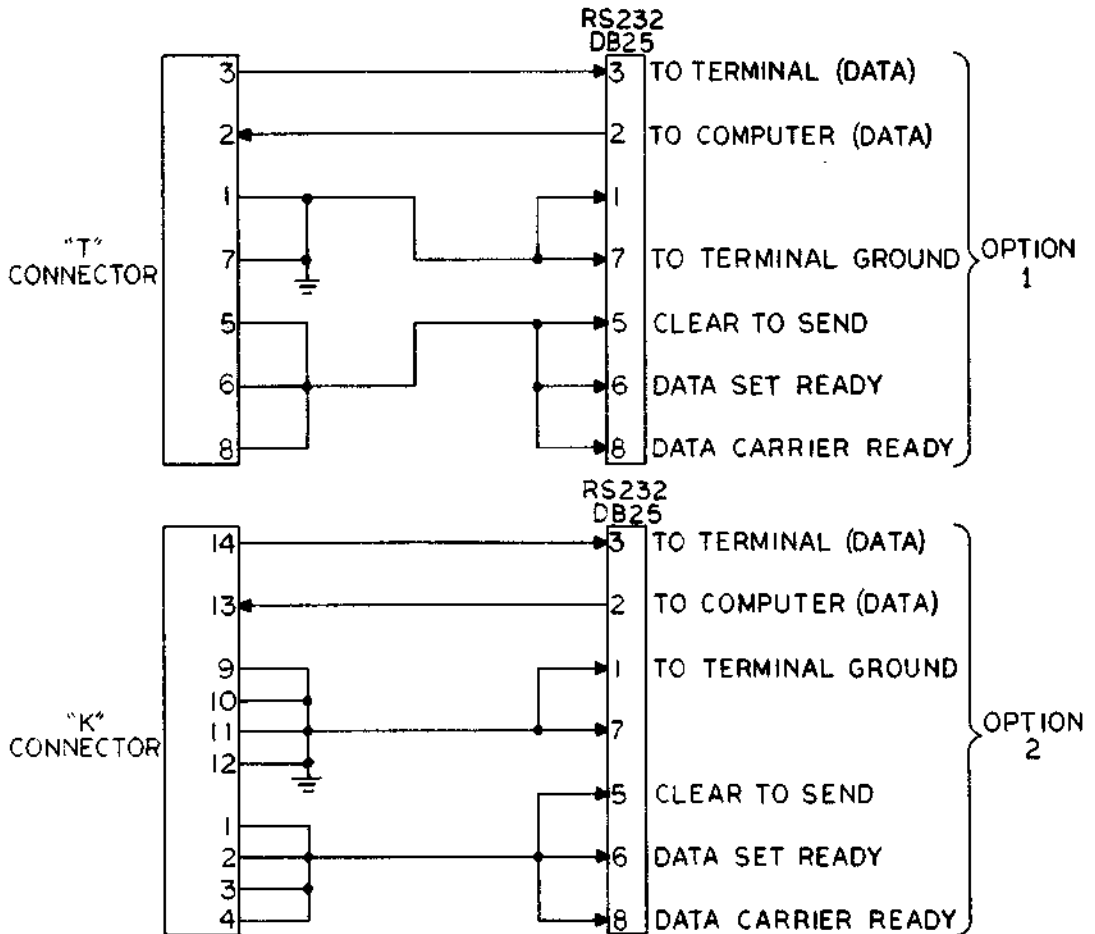 RS232
DB25
3 3 TO TERMINAL (DATA)
2 2 TO COMPUTER (DATA)
1 1
"T"
CONNECTOR
7 7 TO TERMINAL GROUND
OPTION
1
5 5 CLEAR TO SEND
6 6 DATA SET READY
8 8 DATA CARRIER READY
RS232
DB25
14 3 TO TERMINAL (DATA)
13 2 TO COMPUTER (DATA)
9 1 TO TERMINAL GROUND
10
"K"
CONNECTOR
11 7
OPTION
2
12
5 CLEAR TO SEND
1
2 6 DATA SET READY
3
4 8 DATA CARRIER READY